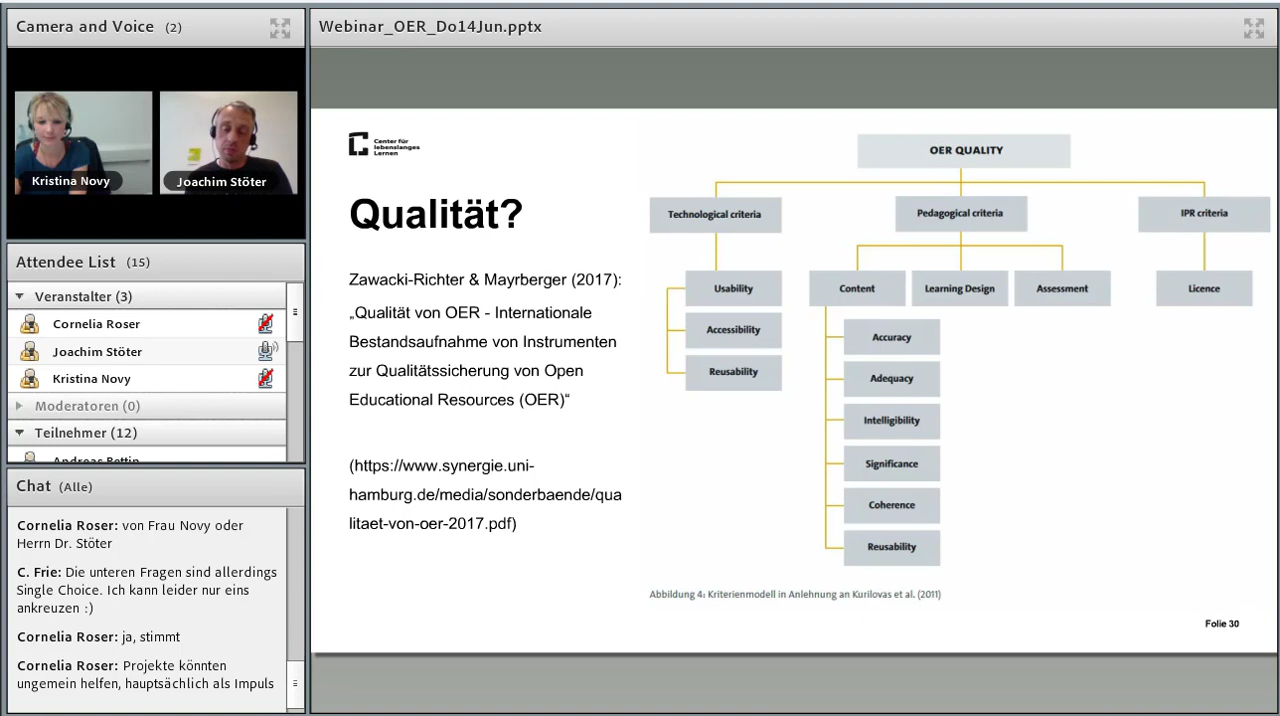 Camera and Voice (2)
Kristina Novy
Joachim Stöter
Attendee List (15)
Veranstalter (3)
Cornelia Roser
Joachim Stöter
Kristina Novy
Moderatoren (0)
Teilnehmer (12)
Andreas Bettin
Chat (Alle)
Cornelia Roser: von Frau Novy oder
Herrn Dr. Stöter
C. Frie: Die unteren Fragen sind allerdings
Single Choice. Ich kann leider nur eins
ankreuzen :)
Cornelia Roser: ja, stimmt
Cornelia Roser: Projekte könnten
ungemein helfen, hauptsächlich als Impuls
Webinar_OER_Do14Jun.pptx
Center für
lebenslanges
Lernen
Qualität?
Zawacki-Richter & Mayrberger (2017):
„Qualität von OER - Internationale
Bestandsaufnahme von Instrumenten
zur Qualitätssicherung von Open
Educational Resources (OER)“
(https://www.synergie.uni-
hamburg.de/media/sonderbaende/qua
litaet-von-oer-2017.pdf)
OER QUALITY
Technological criteria
Pedagogical criteria
IPR criteria
Usability
Accessibility
Reusability
Content
Learning Design
Assessment
Licence
Accuracy
Adequacy
Intelligibility
Significance
Coherence
Reusability
Abbildung 4: Kriterienmodell in Anlehnung an Kurilovas et al. (2011)
Folie 30